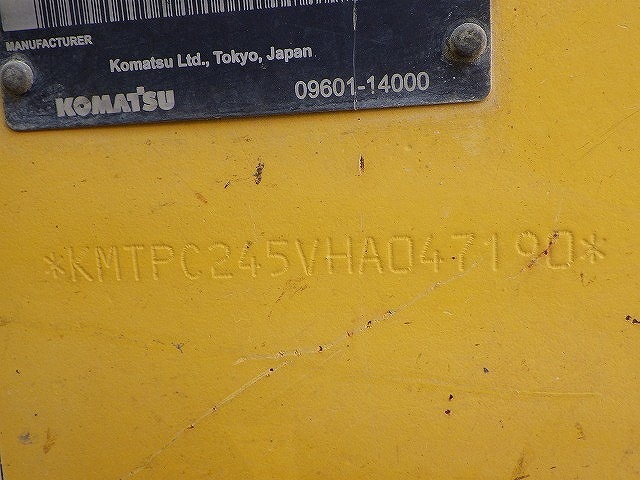 MANUFACTURER
Komatsu Ltd., Tokyo, Japan
KOMATSU
09601-14000
*KMTPC245VHA047190*